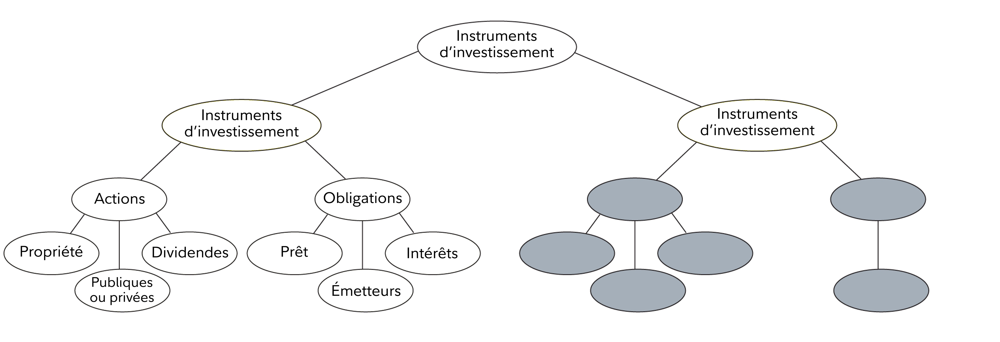 Instruments
d’investissement
Instruments
d’investissement
Instruments
d’investissement
Actions
Obligations
Propriété
Dividendes
Prêt
Intérêts
Publiques
ou privées
Émetteurs